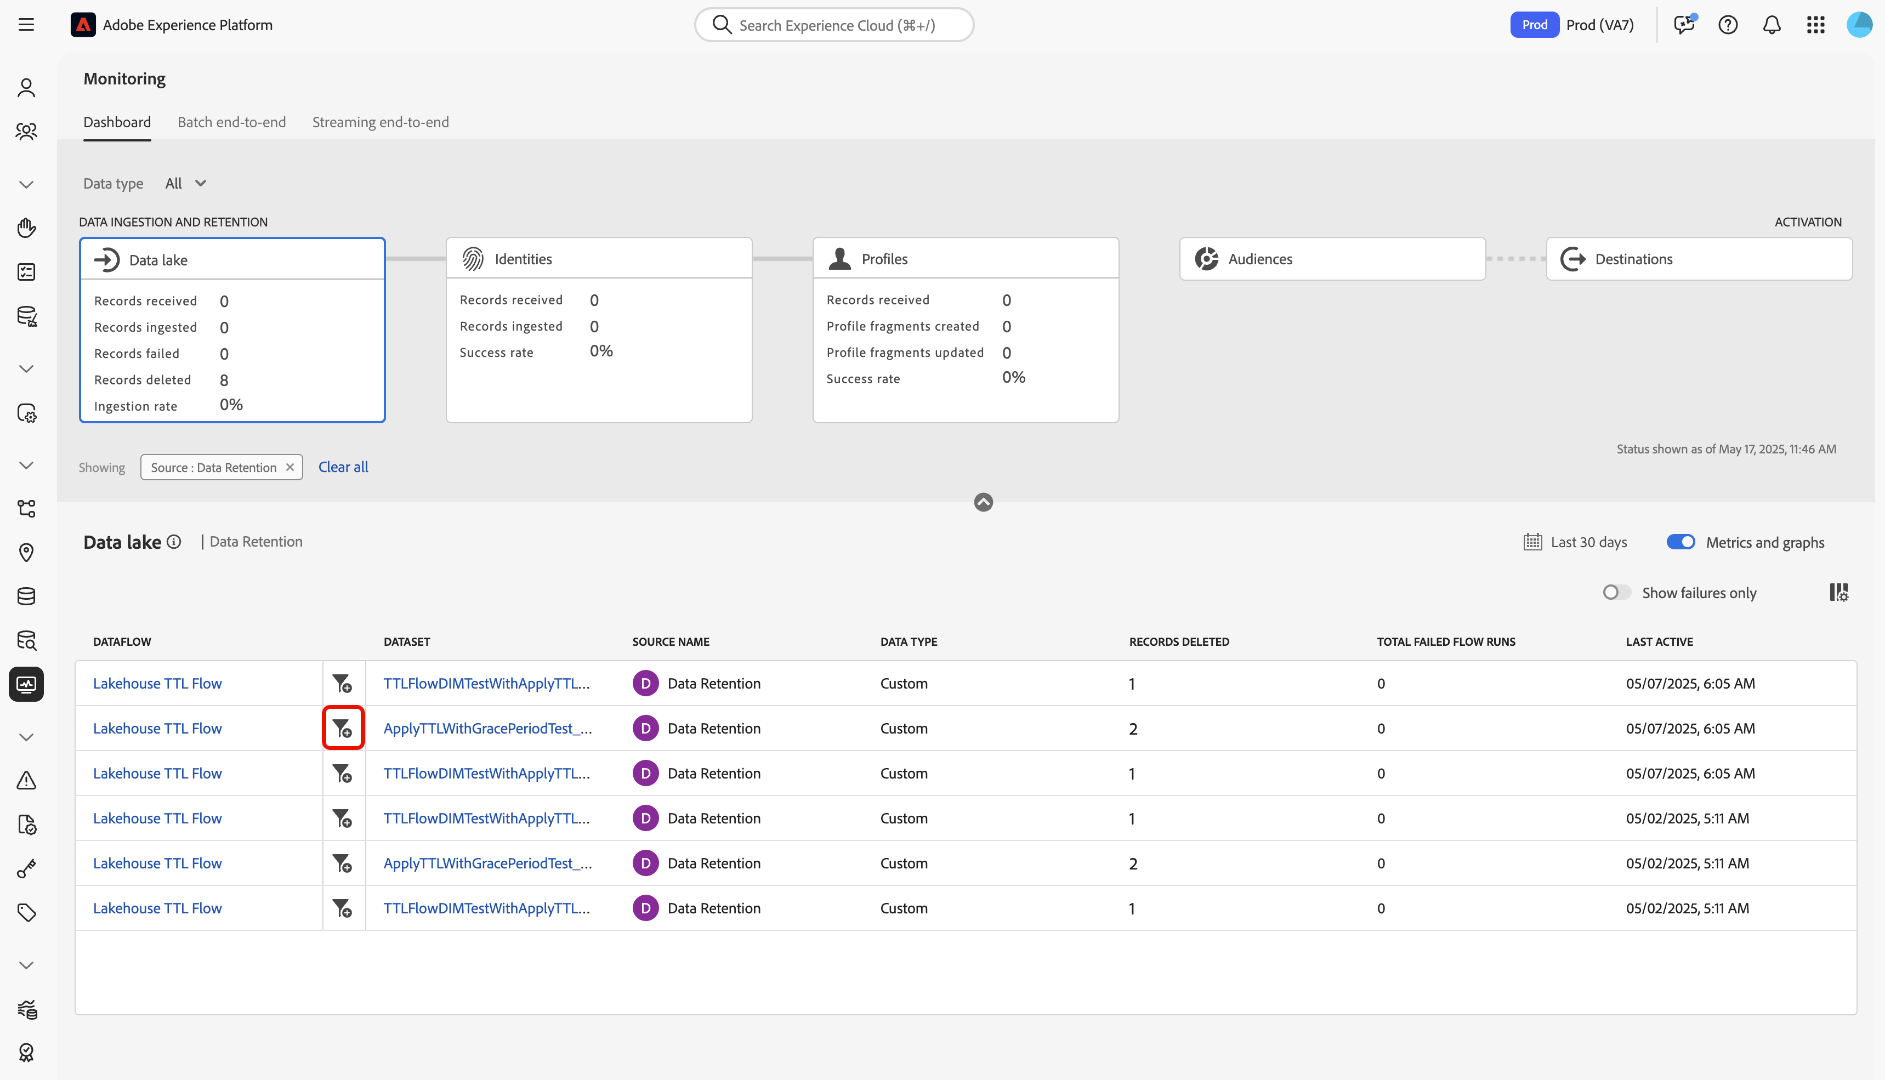 Adobe Experience Platform
Search Experience Cloud (⌘+/)
Prod
Prod (VA7)
Monitoring
Dashboard
Batch end-to-end
Streaming end-to-end
Data type
All
DATA INGESTION AND RETENTION
ACTIVATION
Data lake
Records received 0
Records ingested 0
Records failed 0
Records deleted 8
Ingestion rate 0%
Identities
Records received 0
Records ingested 0
Success rate 0%
Profiles
Records received 0
Profile fragments created 0
Profile fragments updated 0
Success rate 0%
Audiences
Destinations
Status shown as of May 17, 2025, 11:46 AM
Showing
Source : Data Retention
Clear all
Data lake | Data Retention
Last 30 days
Metrics and graphs
Show failures only
DATAFLOW DATASET SOURCE NAME DATA TYPE RECORDS DELETED TOTAL FAILED FLOW RUNS LAST ACTIVE
Lakehouse TTL Flow TTLFlowDIMTestWithApplyTTL... D Data Retention Custom 1 0 05/07/2025, 6:05 AM
Lakehouse TTL Flow ApplyTTLWithGracePeriodTest_... D Data Retention Custom 2 0 05/07/2025, 6:05 AM
Lakehouse TTL Flow TTLFlowDIMTestWithApplyTTL... D Data Retention Custom 1 0 05/07/2025, 6:05 AM
Lakehouse TTL Flow TTLFlowDIMTestWithApplyTTL... D Data Retention Custom 1 0 05/02/2025, 5:11 AM
Lakehouse TTL Flow ApplyTTLWithGracePeriodTest_... D Data Retention Custom 2 0 05/02/2025, 5:11 AM
Lakehouse TTL Flow TTLFlowDIMTestWithApplyTTL... D Data Retention Custom 1 0 05/02/2025, 5:11 AM